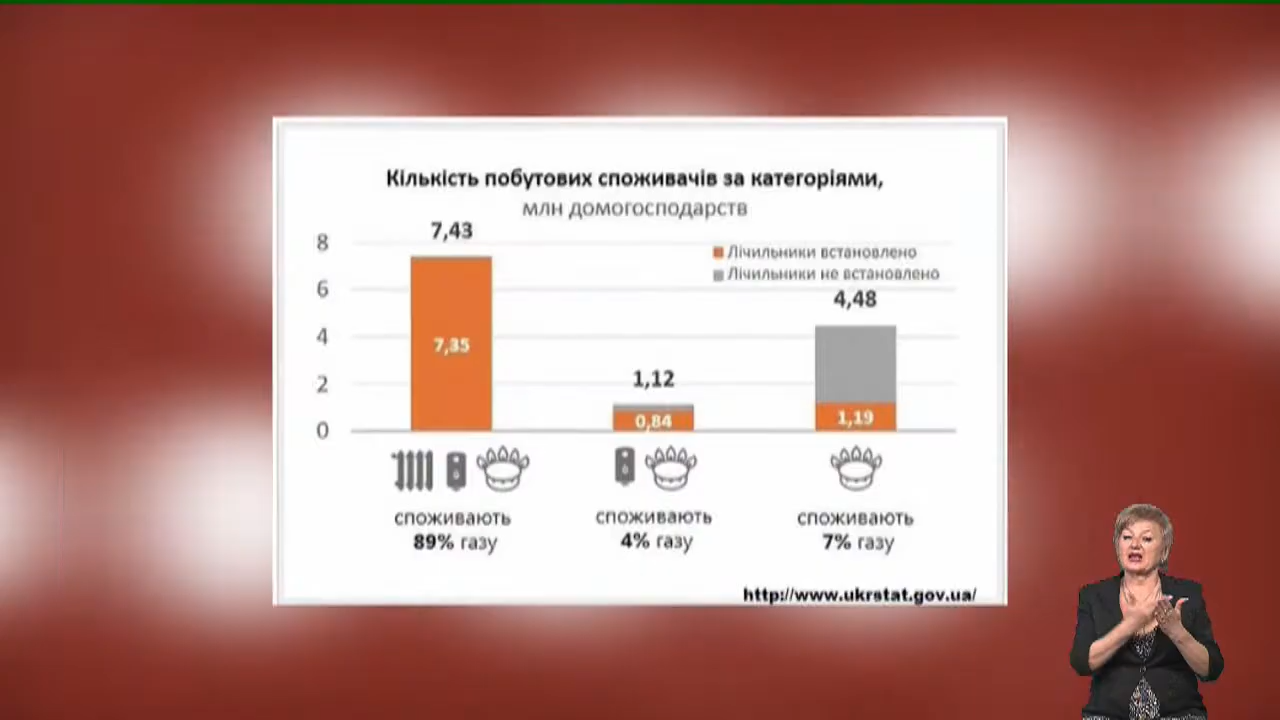 Кількість побутових споживачів за категоріями,
млн домогосподарств
7,43
8
Лічильники встановлено
Лічильники не встановлено
6
4,48
4
7,35
1,12
2
0,84
1,19
0
споживають
89% газу
споживають
4% газу
споживають
7% газу
http://www.ukrstat.gov.ua/